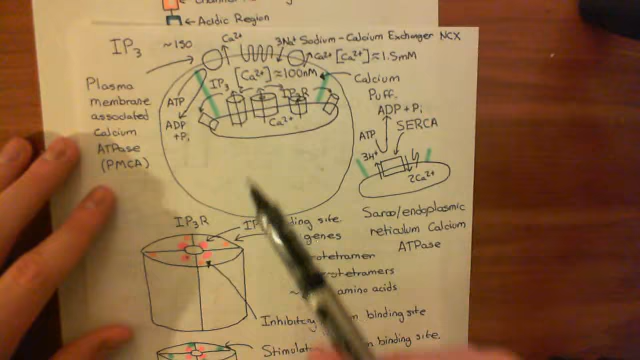 Acidic Region
IP3
~150
Ca2+
3Na+ Sodium-Calcium Exchanger NCX
Ca2+ [Ca2+]≈1.5mM
Plasma
membrane
associated
Calcium
ATPase
(PMCA)
ATP
ADP
+Pi
IP3
[Ca2+]≈100nM
IP3R
Ca2+
Calcium
Puff.
ADP+Pi
ATP
SERCA
3H+
2Ca2+
Sarco/endoplasmic
reticulum Calcium
ATPase
IP3R
binding site.
genes
amino acids
Inhibitory binding site
binding site.